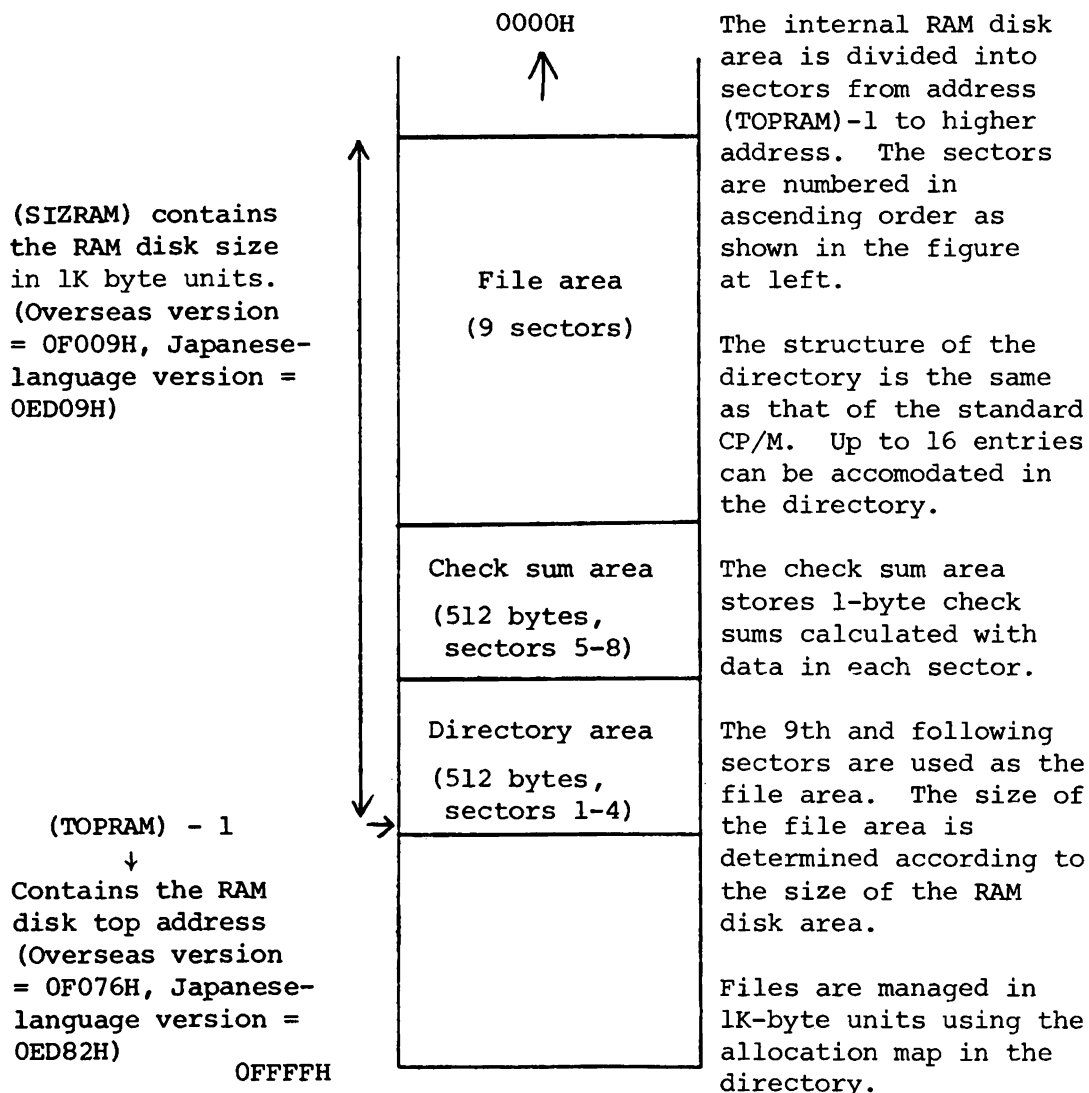 0000H
(SIZRAM) contains
the RAM disk size
in 1K byte units.
(Overseas version
= 0F009H, Japanese-
language version =
0ED09H)
File area
(9 sectors)
Check sum area
(512 bytes,
sectors 5-8)
Directory area
(512 bytes,
sectors 1-4)
(TOPRAM) - 1
Contains the RAM
disk top address
(Overseas version
= 0F076H, Japanese-
language version =
0ED82H)
0FFFFH
The internal RAM disk
area is divided into
sectors from address
(TOPRAM)-1 to higher
address. The sectors
are numbered in
ascending order as
shown in the figure
at left.
The structure of the
directory is the same
as that of the standard
CP/M. Up to 16 entries
can be accomodated in
the directory.
The check sum area
stores 1-byte check
sums calculated with
data in each sector.
The 9th and following
sectors are used as the
file area. The size of
the file area is
determined according to
the size of the RAM
disk area.
Files are managed in
1K-byte units using the
allocation map in the
directory.